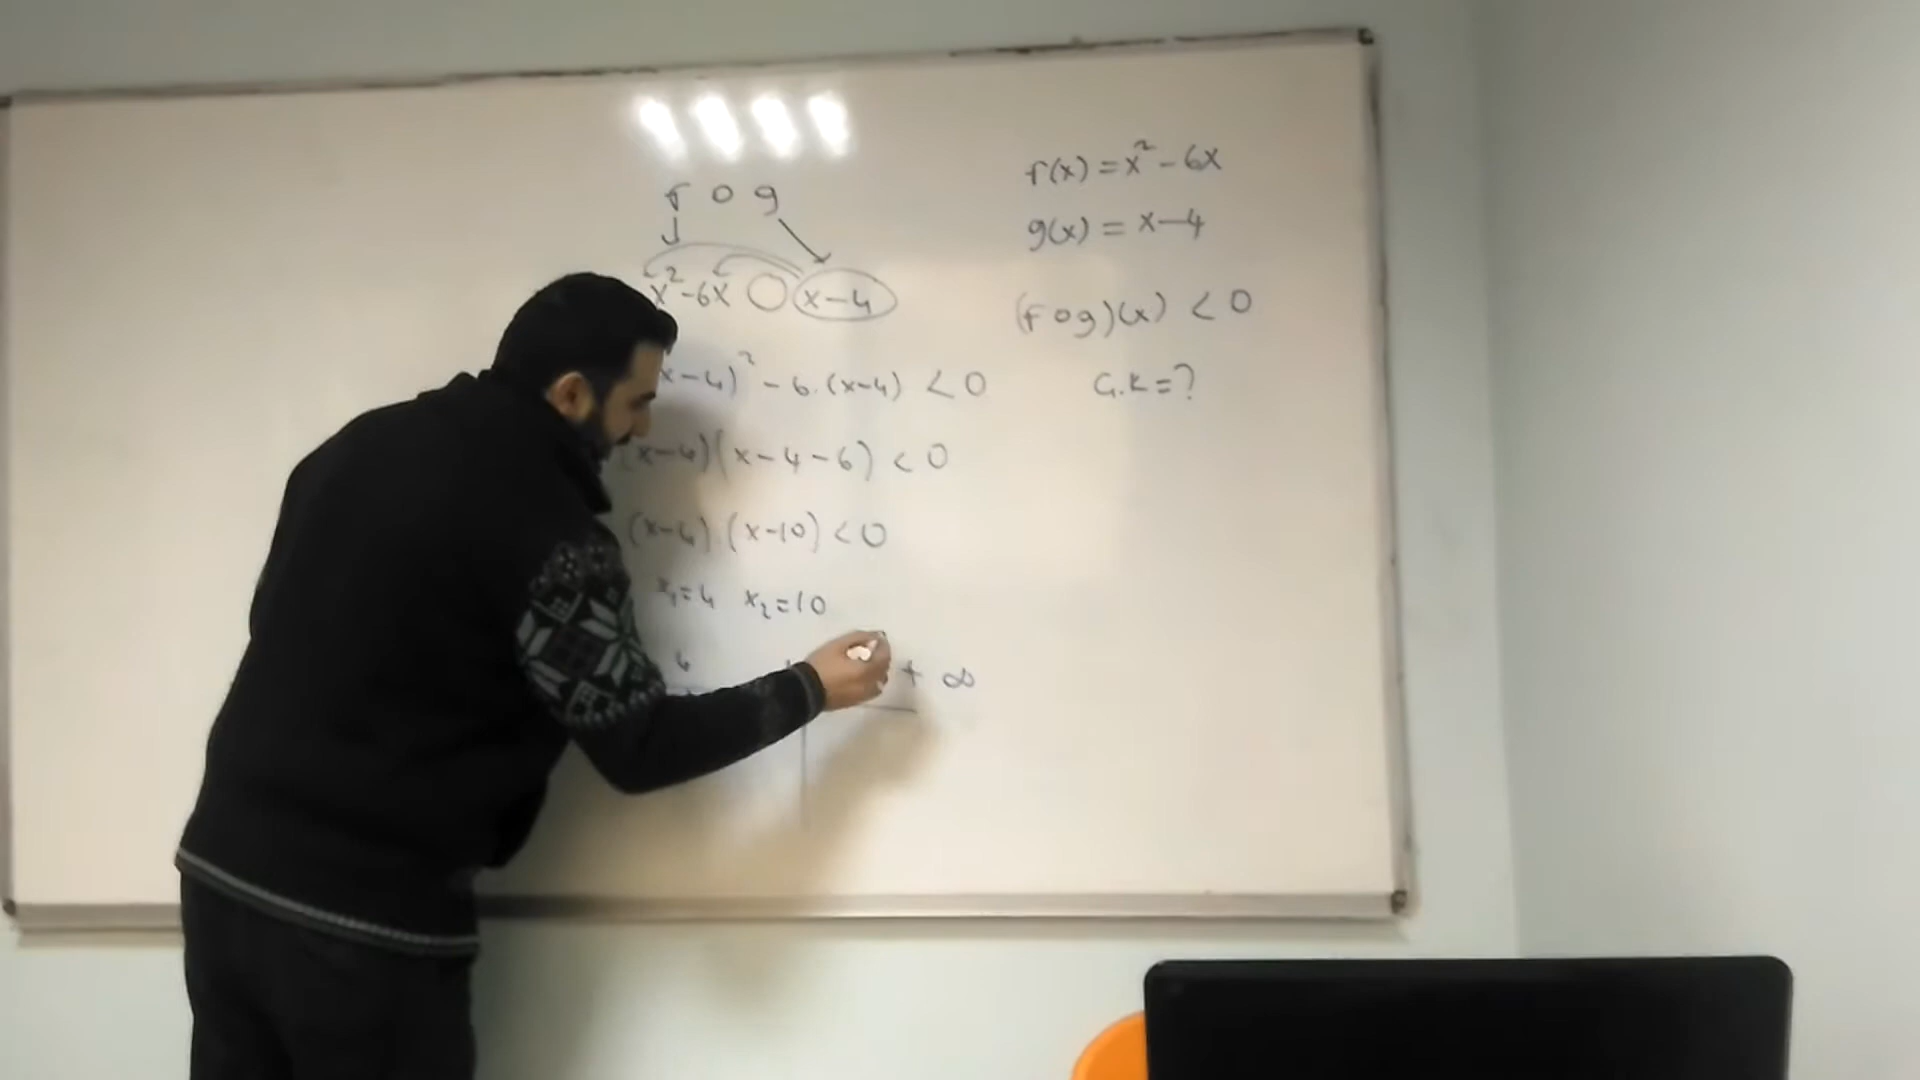 f o g
x²-6x ○ x-4
x-4)² - 6.(x-4) < 0
(x-4)(x-4-6) < 0
(x-4).(x-10) < 0
x₁=4 x₂=10
4 + ∞
f(x) = x²-6x
g(x) = x-4
(fog)(x) < 0
Ç.K=?